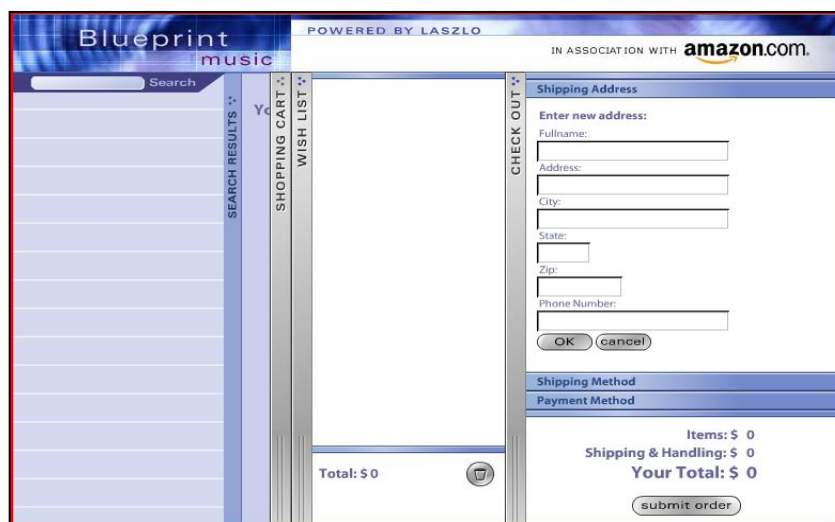 Blueprint
music
POWERED BY LASZLO
IN ASSOCIATION WITH amazon.com.
Search
SEARCH RESULTS
Yo
SHOPPING CART
WISH LIST
Total: $ 0
CHECK OUT
Shipping Address
Enter new address:
Fullname:
Address:
City:
State:
Zip:
Phone Number:
OK cancel
Shipping Method
Payment Method
Items: $ 0
Shipping & Handling: $ 0
Your Total: $ 0
submit order